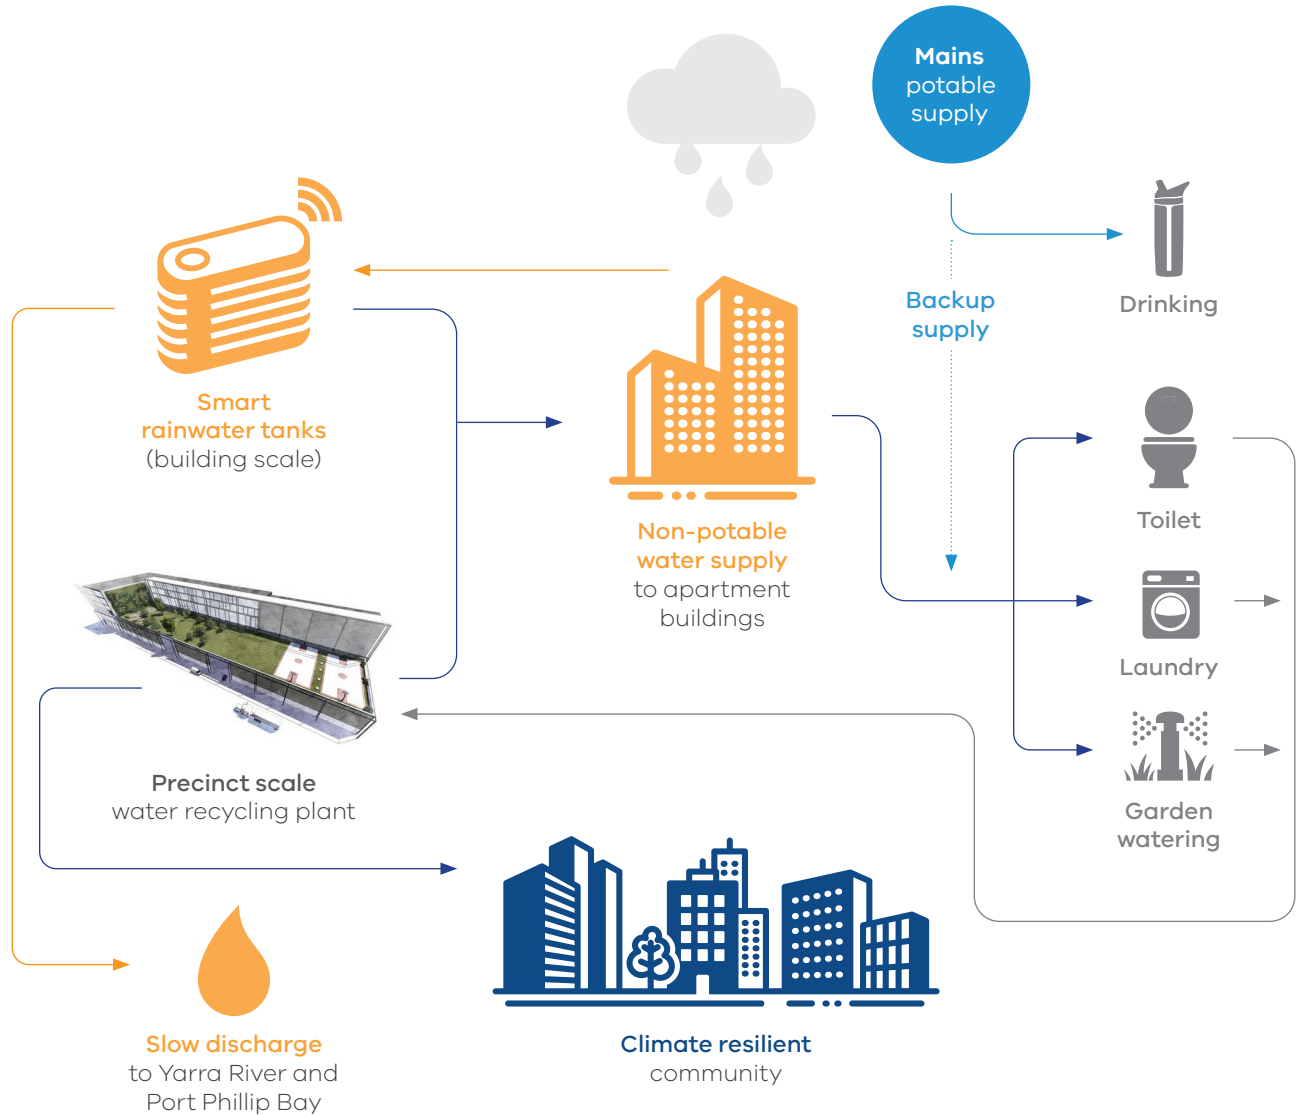 Mains
potable
supply
Drinking
Backup
supply
Smart
rainwater tanks
(building scale)
Non-potable
water supply
to apartment
buildings
Toilet
Laundry
Garden
watering
Precinct scale
water recycling plant
Slow discharge
to Yarra River and
Port Phillip Bay
Climate resilient
community